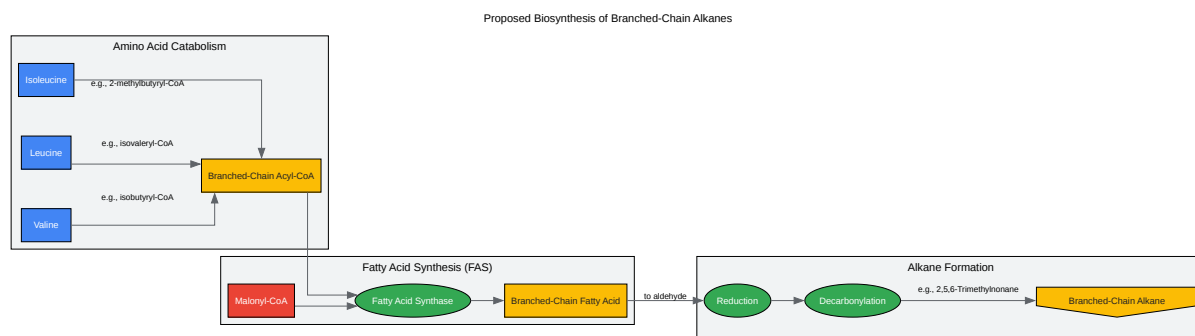 Proposed Biosynthesis of Branched-Chain Alkanes
Amino Acid Catabolism
Isoleucine
e.g., 2-methylbutyryl-CoA
Leucine
e.g., isovaleryl-CoA
Branched-Chain Acyl-CoA
e.g., isobutyryl-CoA
Valine
Fatty Acid Synthesis (FAS)
Malonyl-CoA
Fatty Acid Synthase
Branched-Chain Fatty Acid
to aldehyde
Alkane Formation
Reduction
Decarbonylation
e.g., 2,5,6-Trimethylnonane
Branched-Chain Alkane